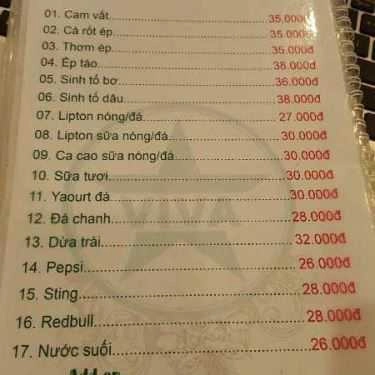 01. Cam vắt 35.000đ
02. Cà rốt ép 35.000đ
03. Thơm ép 35.000đ
04. Ép táo 38.000đ
05. Sinh tố bơ 36.000đ
06. Sinh tố dâu 38.000đ
07. Lipton nóng/đá 27.000đ
08. Lipton sữa nóng/đá 30.000đ
09. Ca cao sữa nóng/đá 30.000đ
10. Sữa tươi 30.000đ
11. Yaourt đá 30.000đ
12. Đá chanh 28.000đ
13. Dừa trái 32.000đ
14. Pepsi 26.000đ
15. Sting 28.000đ
16. Redbull 28.000đ
17. Nước suối 26.000đ